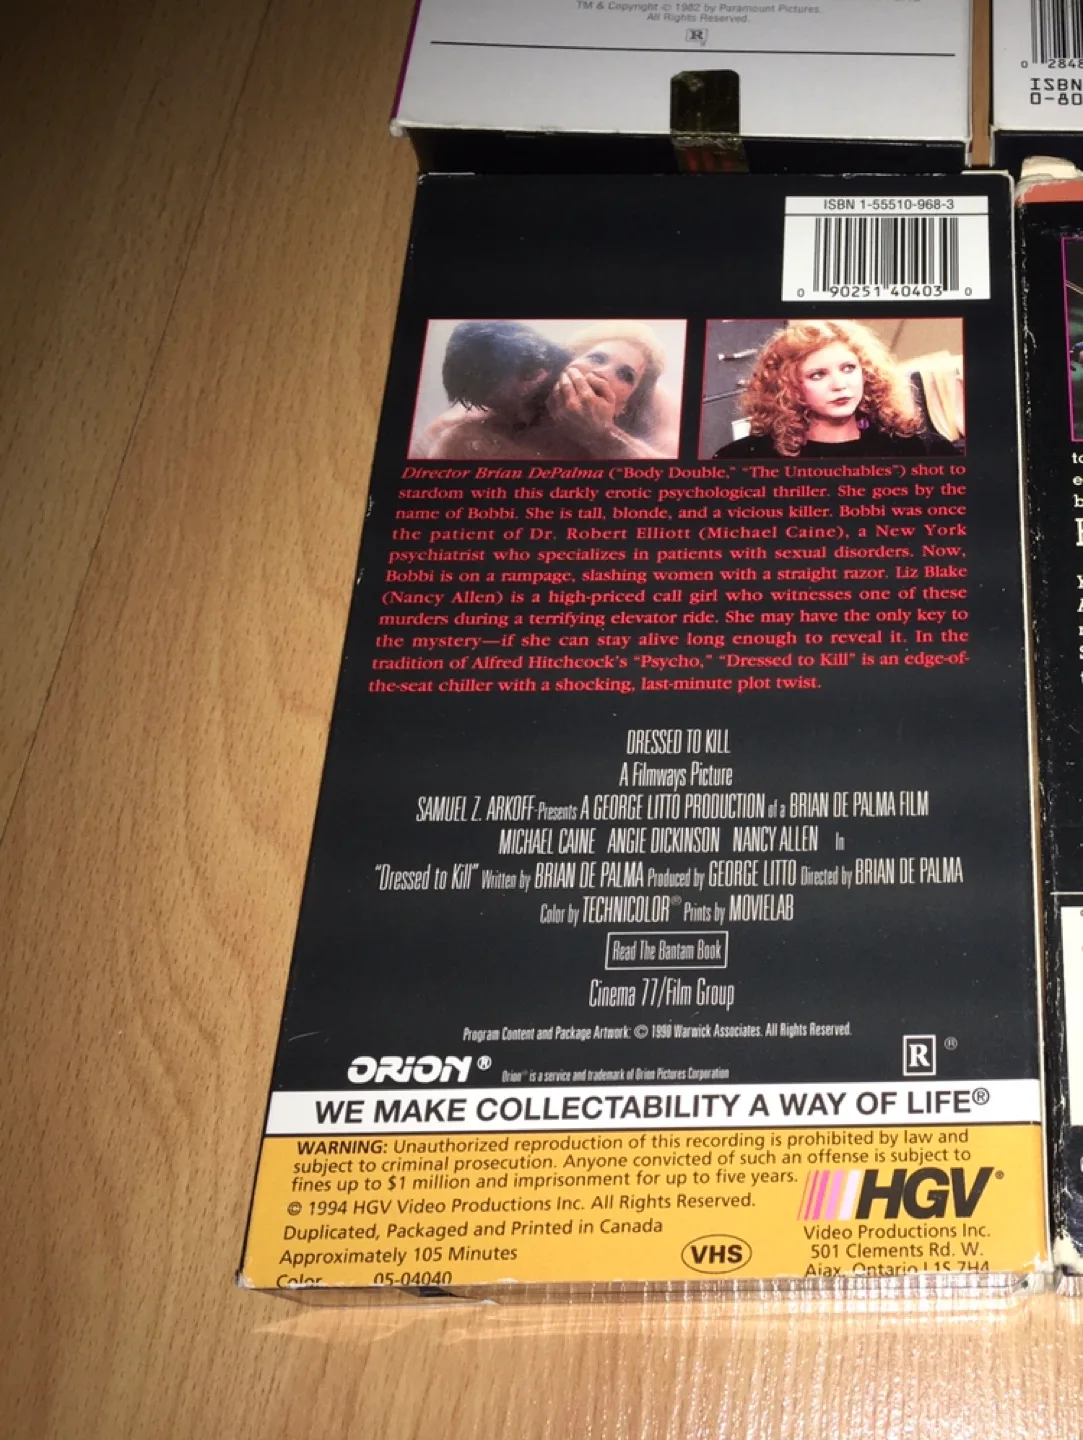 TM & Copyright © 1982 by Paramount Pictures.
All Rights Reserved.
R
0 2848
ISBN
0-80
ISBN 1-55510-968-3
0 90251 40403 0
Director Brian DePalma ("Body Double," "The Untouchables") shot to
stardom with this darkly erotic psychological thriller. She goes by the
name of Bobbi. She is tall, blonde, and a vicious killer. Bobbi was once
the patient of Dr. Robert Elliott (Michael Caine), a New York
psychiatrist who specializes in patients with sexual disorders. Now,
Bobbi is on a rampage, slashing women with a straight razor. Liz Blake
(Nancy Allen) is a high-priced call girl who witnesses one of these
murders during a terrifying elevator ride. She may have the only key to
the mystery—if she can stay alive long enough to reveal it. In the
tradition of Alfred Hitchcock's "Psycho," "Dressed to Kill" is an edge-of-
the-seat chiller with a shocking, last-minute plot twist.
DRESSED TO KILL
A Filmways Picture
SAMUEL Z. ARKOFF Presents A GEORGE LITTO PRODUCTION of a BRIAN DE PALMA FILM
MICHAEL CAINE ANGIE DICKINSON NANCY ALLEN In
"Dressed to Kill" Written by BRIAN DE PALMA Produced by GEORGE LITTO Directed by BRIAN DE PALMA
Color by TECHNICOLOR® Prints by MOVIELAB
Read The Bantam Book
Cinema 77/Film Group
Program Content and Package Artwork: © 1990 Warwick Associates. All Rights Reserved.
ORION® Orion™ is a service and trademark of Orion Pictures Corporation
R ®
WE MAKE COLLECTABILITY A WAY OF LIFE®
WARNING: Unauthorized reproduction of this recording is prohibited by law and
subject to criminal prosecution. Anyone convicted of such an offense is subject to
fines up to $1 million and imprisonment for up to five years.
© 1994 HGV Video Productions Inc. All Rights Reserved.
Duplicated, Packaged and Printed in Canada
Approximately 105 Minutes
Color 05-04040
VHS
HGV®
Video Productions Inc.
501 Clements Rd. W.
Ajax, Ontario L1S 7H4